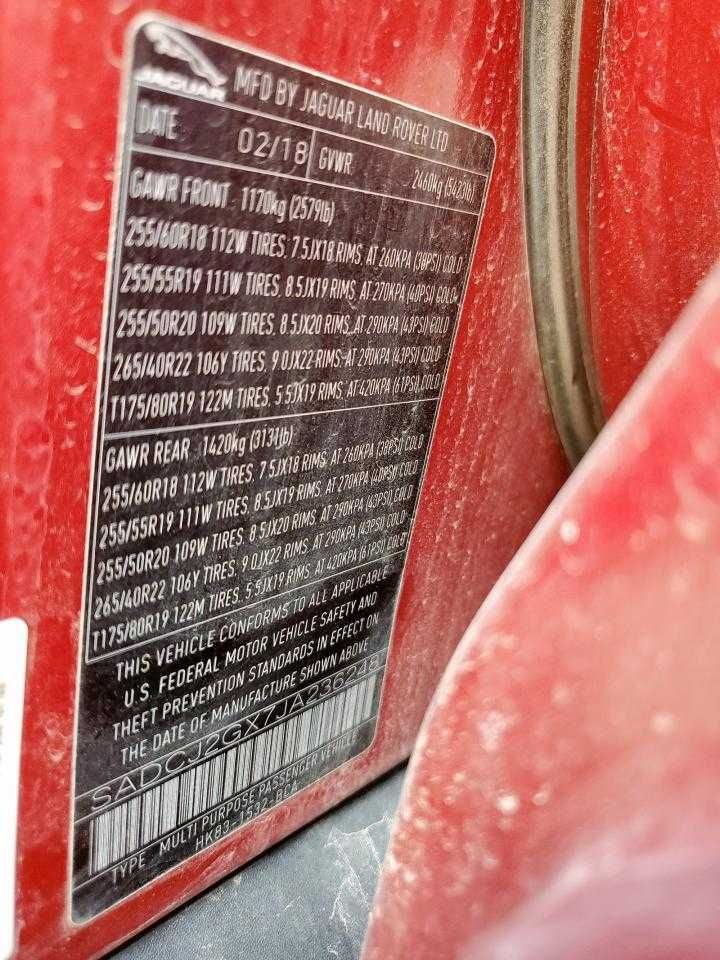 JAGUAR MFD BY JAGUAR LAND ROVER LTD
DATE 02/18 GVWR 2460kg (5423lb)
GAWR FRONT 1170kg (2579lb)
255/60R18 112W TIRES, 7.5JX18 RIMS, AT 260KPA (38PSI) COLD
255/55R19 111W TIRES, 8.5JX19 RIMS, AT 270KPA (40PSI) COLD
255/50R20 109W TIRES, 8.5JX20 RIMS, AT 290KPA (43PSI) COLD
265/40R22 106Y TIRES, 9.0JX22 RIMS, AT 290KPA (43PSI) COLD
T175/80R19 122M TIRES, 5.5JX19 RIMS, AT 420KPA (61PSI) COLD
GAWR REAR 1420kg (3131lb)
255/60R18 112W TIRES, 7.5JX18 RIMS, AT 260KPA (38PSI) COLD
255/55R19 111W TIRES, 8.5JX19 RIMS, AT 270KPA (40PSI) COLD
255/50R20 109W TIRES, 8.5JX20 RIMS, AT 290KPA (43PSI) COLD
265/40R22 106Y TIRES, 9.0JX22 RIMS, AT 290KPA (43PSI) COLD
T175/80R19 122M TIRES, 5.5JX19 RIMS, AT 420KPA (61PSI) COLD
THIS VEHICLE CONFORMS TO ALL APPLICABLE
U.S. FEDERAL MOTOR VEHICLE SAFETY AND
THEFT PREVENTION STANDARDS IN EFFECT ON
THE DATE OF MANUFACTURE SHOWN ABOVE
SADCJ2GX7JA236248
TYPE MULTI PURPOSE PASSENGER VEHICLE
HK83-1532-BCA